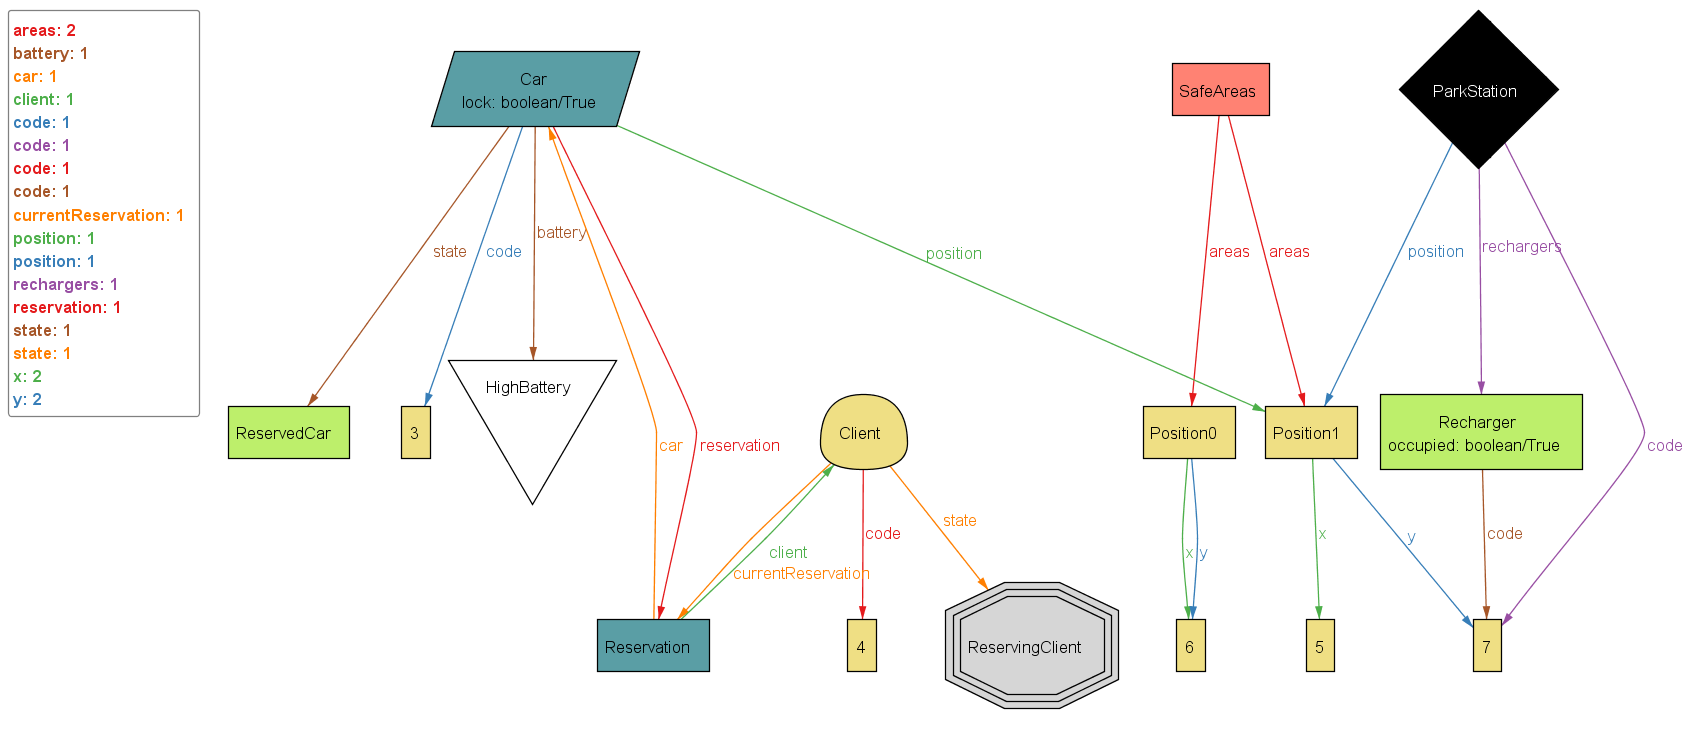 areas: 2
battery: 1
car: 1
client: 1
code: 1
code: 1
code: 1
code: 1
currentReservation: 1
position: 1
position: 1
rechargers: 1
reservation: 1
state: 1
state: 1
x: 2
y: 2
Car
lock: boolean/True
SafeAreas
ParkStation
state
code
battery
position
areas
areas
position
rechargers
ReservedCar
3
HighBattery
car
reservation
Client
Position0
Position1
Recharger
occupied: boolean/True
code
client
currentReservation
code
state
x
y
x
y
code
Reservation
4
ReservingClient
6
5
7